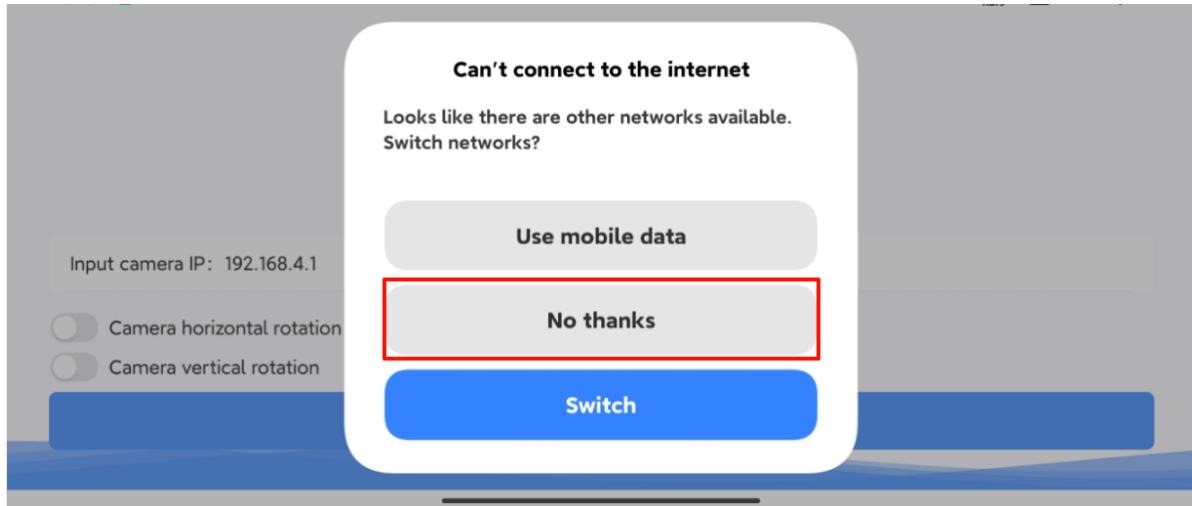 Can't connect to the internet
Looks like there are other networks available.
Switch networks?
Use mobile data
Input camera IP: 192.168.4.1
No thanks
Camera horizontal rotation
Camera vertical rotation
Switch